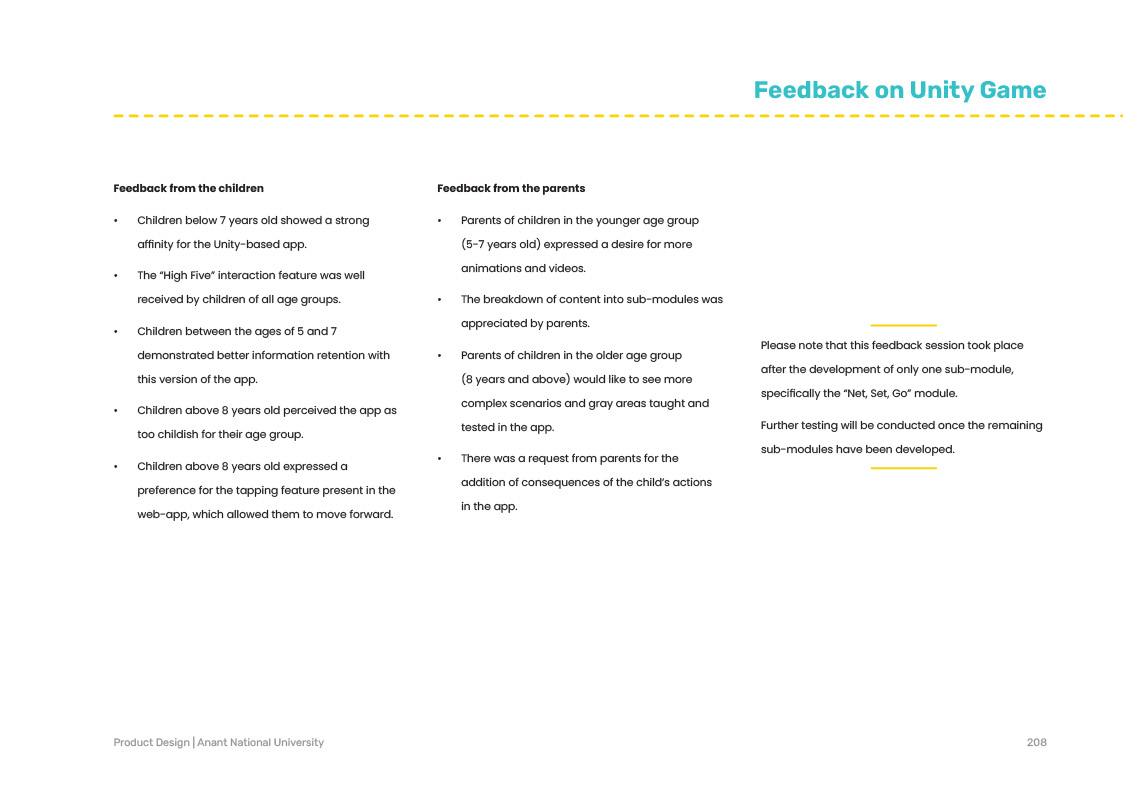 Feedback on Unity Game
Feedback from the children
• Children below 7 years old showed a strong
affinity for the Unity-based app.
• The “High Five” interaction feature was well
received by children of all age groups.
• Children between the ages of 5 and 7
demonstrated better information retention with
this version of the app.
• Children above 8 years old perceived the app as
too childish for their age group.
• Children above 8 years old expressed a
preference for the tapping feature present in the
web-app, which allowed them to move forward.
Feedback from the parents
• Parents of children in the younger age group
(5-7 years old) expressed a desire for more
animations and videos.
• The breakdown of content into sub-modules was
appreciated by parents.
• Parents of children in the older age group
(8 years and above) would like to see more
complex scenarios and gray areas taught and
tested in the app.
• There was a request from parents for the
addition of consequences of the child’s actions
in the app.
Please note that this feedback session took place
after the development of only one sub-module,
specifically the “Net, Set, Go” module.
Further testing will be conducted once the remaining
sub-modules have been developed.
Product Design | Anant National University
208